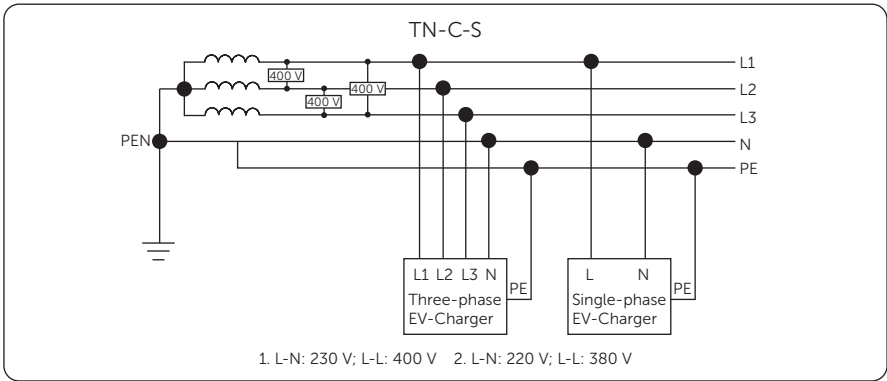 TN-C-S
L1
400 V
400 V
L2
400 V
L3
PEN
N
PE
L1 L2 L3 N
PE
Three-phase
EV-Charger
L N
PE
Single-phase
EV-Charger
1. L-N: 230 V; L-L: 400 V 2. L-N: 220 V; L-L: 380 V